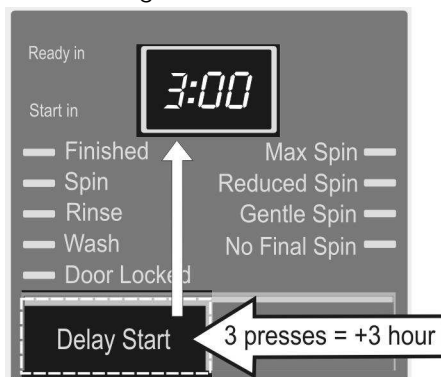 Ready in
3:00
Start in
Finished
Max Spin
Spin
Reduced Spin
Rinse
Gentle Spin
Wash
No Final Spin
Door Locked
Delay Start
3 presses = +3 hour